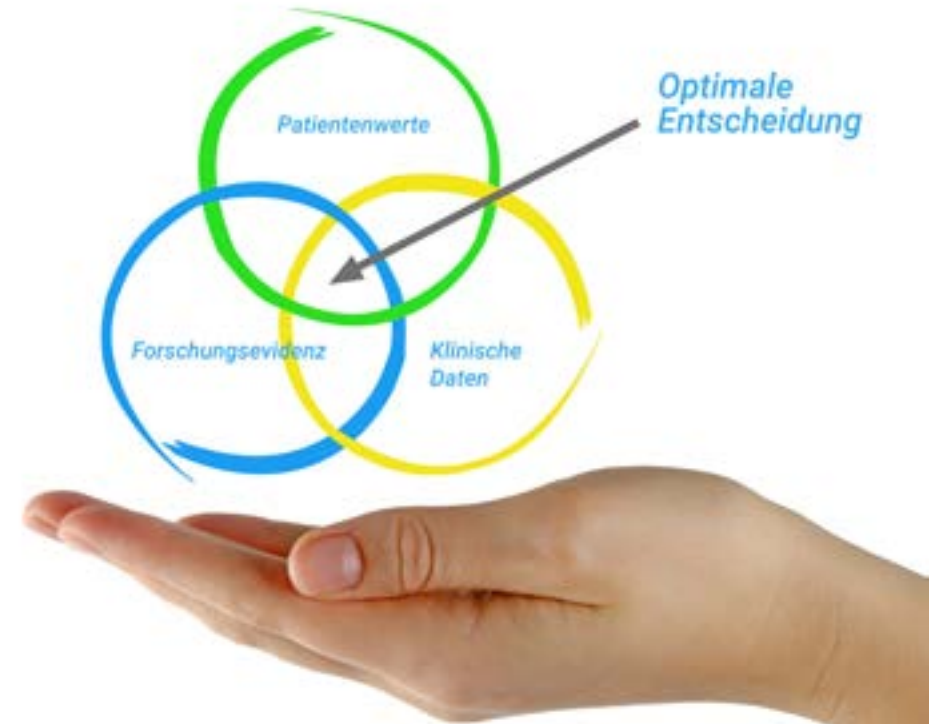 Patientenwerte
Optimale
Entscheidung
Forschungsevidenz
Klinische
Daten